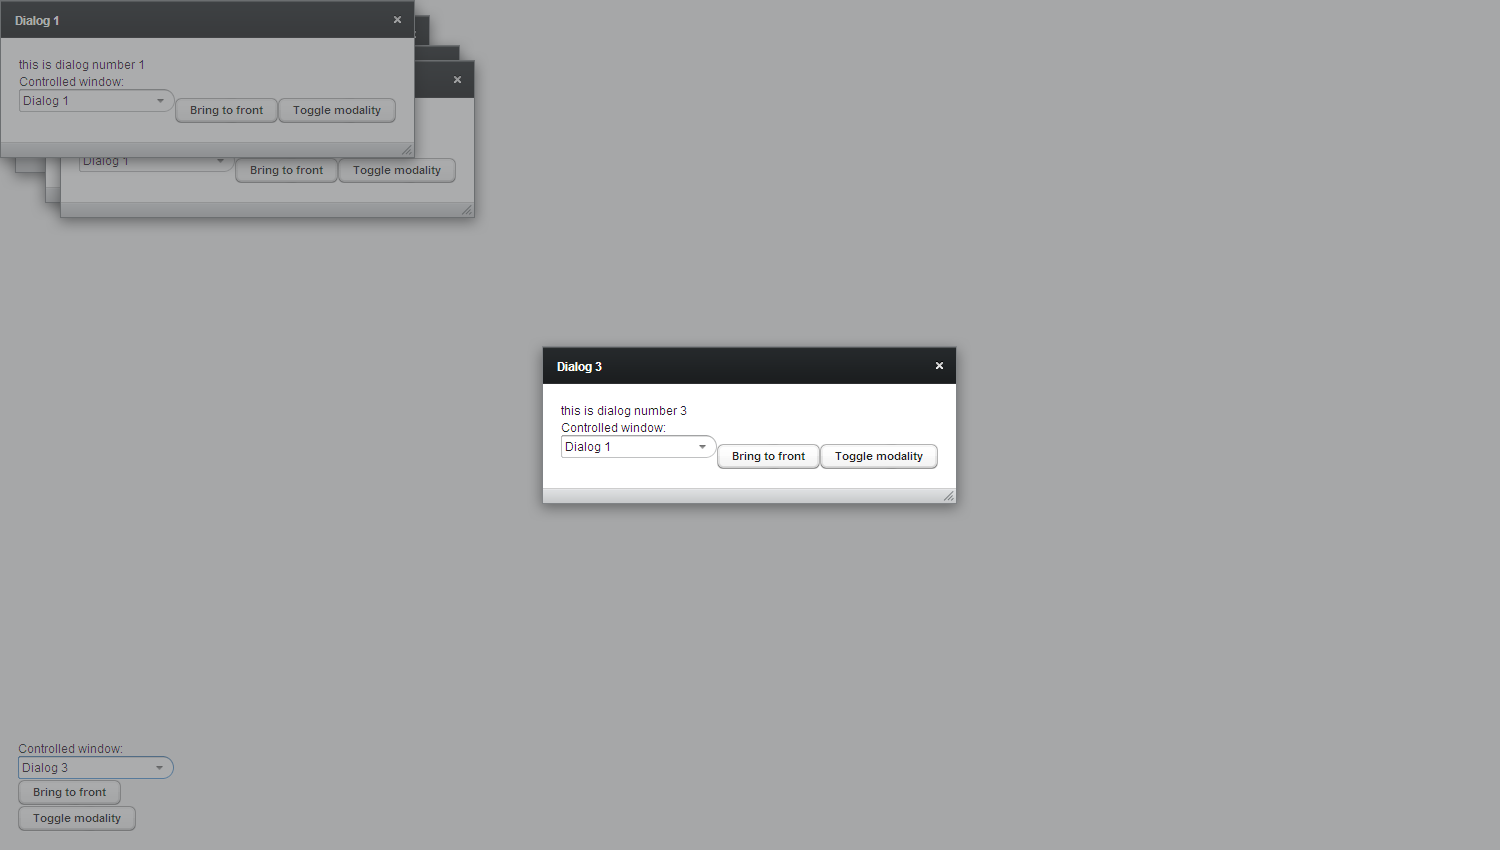 Dialog 1
this is dialog number 1
Controlled window:
Dialog 1
Bring to front
Toggle modality
Dialog 1
Bring to front
Toggle modality
Dialog 3
this is dialog number 3
Controlled window:
Dialog 1
Bring to front
Toggle modality
Controlled window:
Dialog 3
Bring to front
Toggle modality